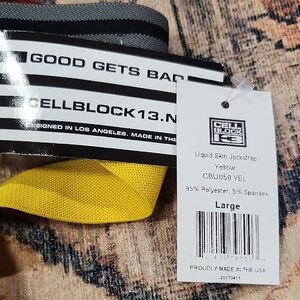 GOOD GETS BAD
CELLBLOCK13.N
DESIGNED IN LOS ANGELES. MADE IN THE
CELL
BLOCK
13
Liquid Skin Jockstrap
Yellow
CBU059 YEL
95% Polyester, 5% Spandex
Large
PROUDLY MADE IN THE USA